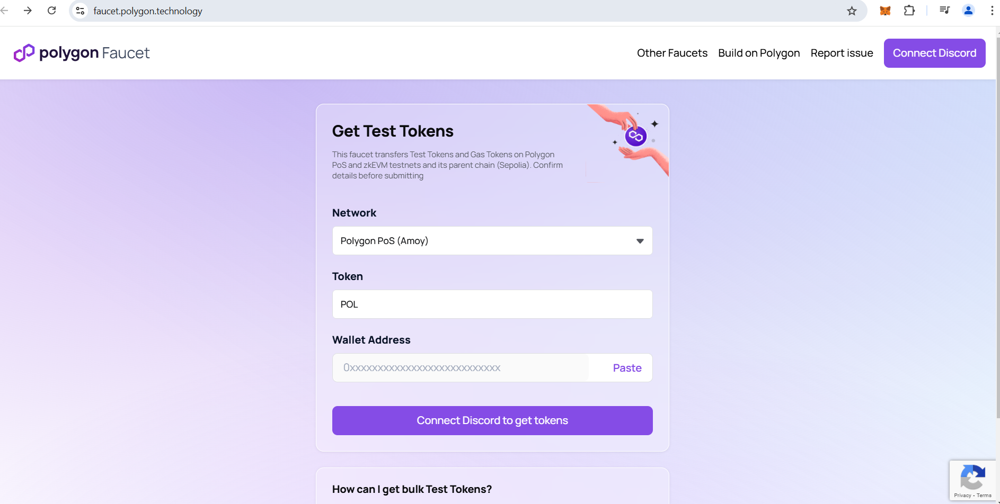 faucet.polygon.technology
polygon Faucet
Other Faucets
Build on Polygon
Report issue
Connect Discord
Get Test Tokens
This faucet transfers Test Tokens and Gas Tokens on Polygon
PoS and zkEVM testnets and its parent chain (Sepolia). Confirm
details before submitting
Network
Polygon PoS (Amoy)
Token
POL
Wallet Address
0xxxxxxxxxxxxxxxxxxxxxxxxxxx
Paste
Connect Discord to get tokens
How can I get bulk Test Tokens?
Privacy - Terms